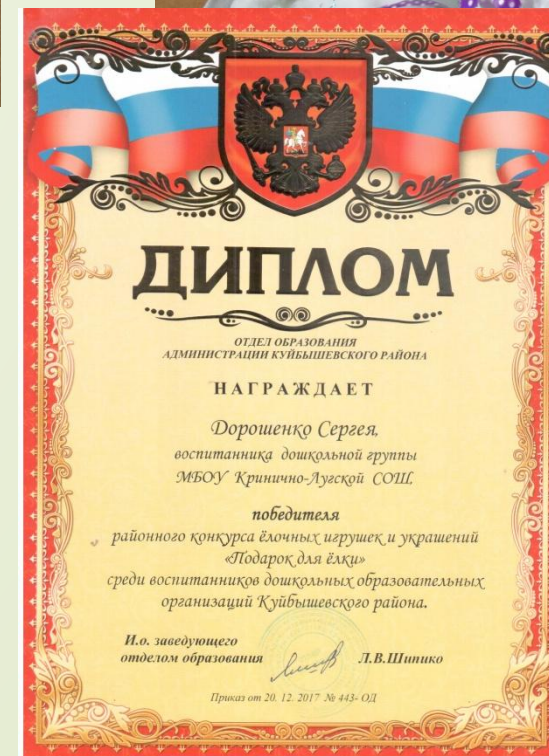 ДИПЛОМ
ОТДЕЛ ОБРАЗОВАНИЯ
АДМИНИСТРАЦИИ КУЙБЫШЕВСКОГО РАЙОНА
НАГРАЖДАЕТ
Дорошенко Сергея,
воспитанника дошкольной группы
МБОУ Кринично-Лугской СОШ,
победителя
районного конкурса ёлочных игрушек и украшений
«Подарок для ёлки»
среди воспитанников дошкольных образовательных
организаций Куйбышевского района.
И.о. заведующего
отделом образования Л.В.Шипико
Приказ от 20. 12. 2017 № 443- ОД